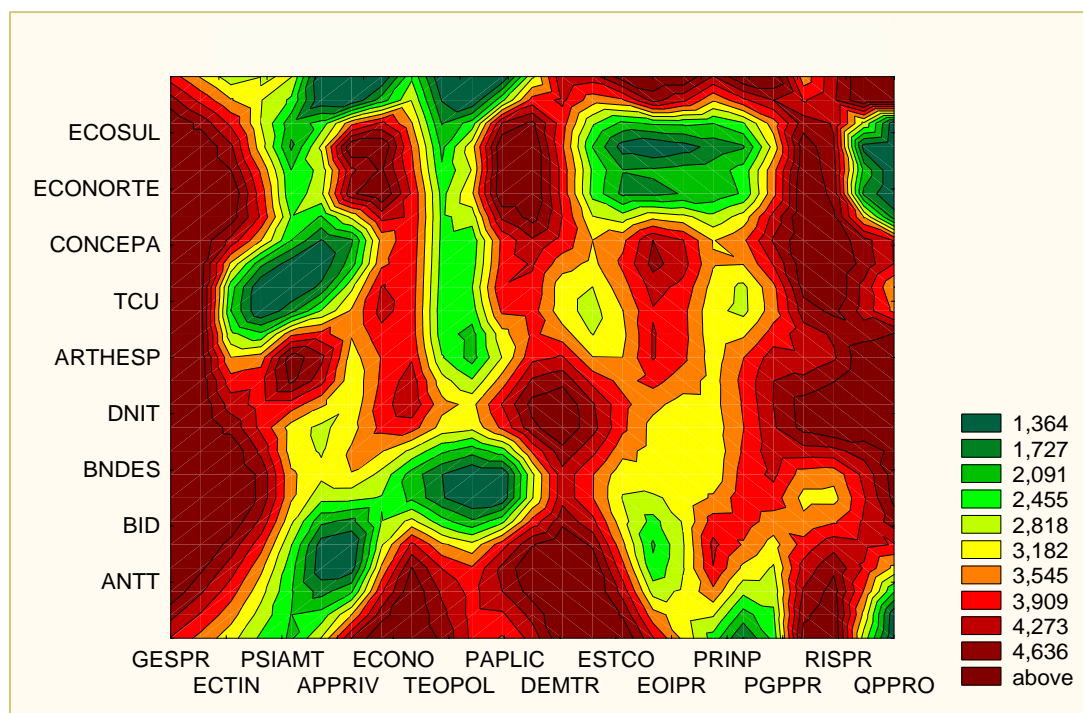 ECOSUL
ECONORTE
CONCEPA
TCU
ARTHESP
DNIT
BNDES
BID
ANTT
GESPR PSIAMT ECONO PAPLIC ESTCO PRINP RISPR
ECTIN APPRIV TEOPOL DEMTR EOIPR PGPPR QPPRO
1,364
1,727
2,091
2,455
2,818
3,182
3,545
3,909
4,273
4,636
above